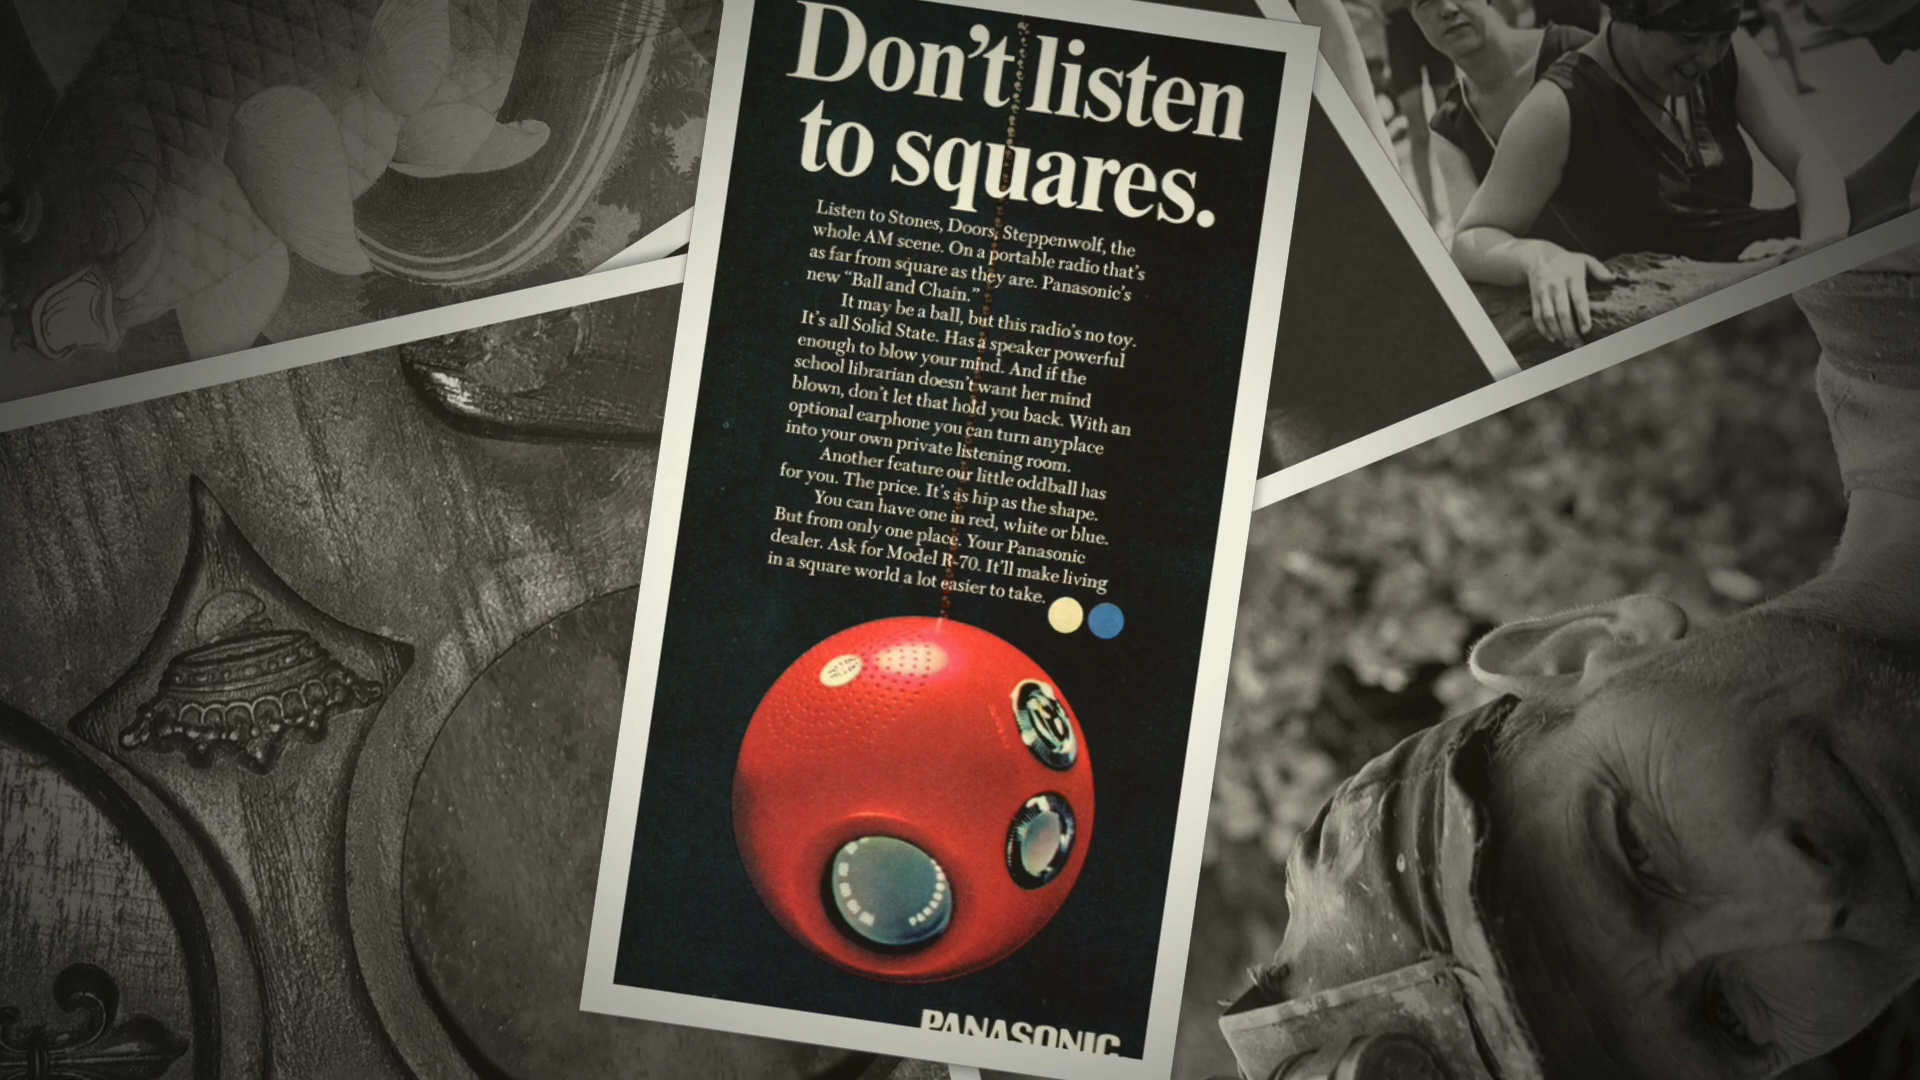 Don't listen
to squares.
Listen to Stones, Doors, Steppenwolf, the
whole AM scene. On a portable radio that's
as far from square as they are. Panasonic's
new “Ball and Chain.”
It may be a ball, but this radio's no toy.
It's all Solid State. Has a speaker powerful
enough to blow your mind. And if the
school librarian doesn't want her mind
blown, don't let that hold you back. With an
optional earphone you can turn anyplace
into your own private listening room.
Another feature our little oddball has
for you. The price. It's as hip as the shape.
You can have one in red, white or blue.
But from only one place. Your Panasonic
dealer. Ask for Model R-70. It'll make living
in a square world a lot easier to take.
PANASONIC